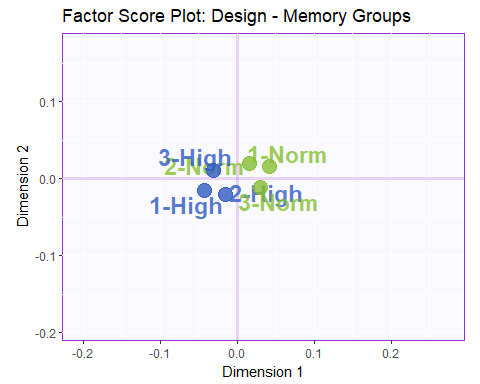 Factor Score Plot: Design - Memory Groups
Dimension 2
0.1
0.0
-0.1
-0.2
3-High
2-Norm
1-Norm
1-High
2-High
3-Norm
-0.2
-0.1
0.0
0.1
0.2
Dimension 1